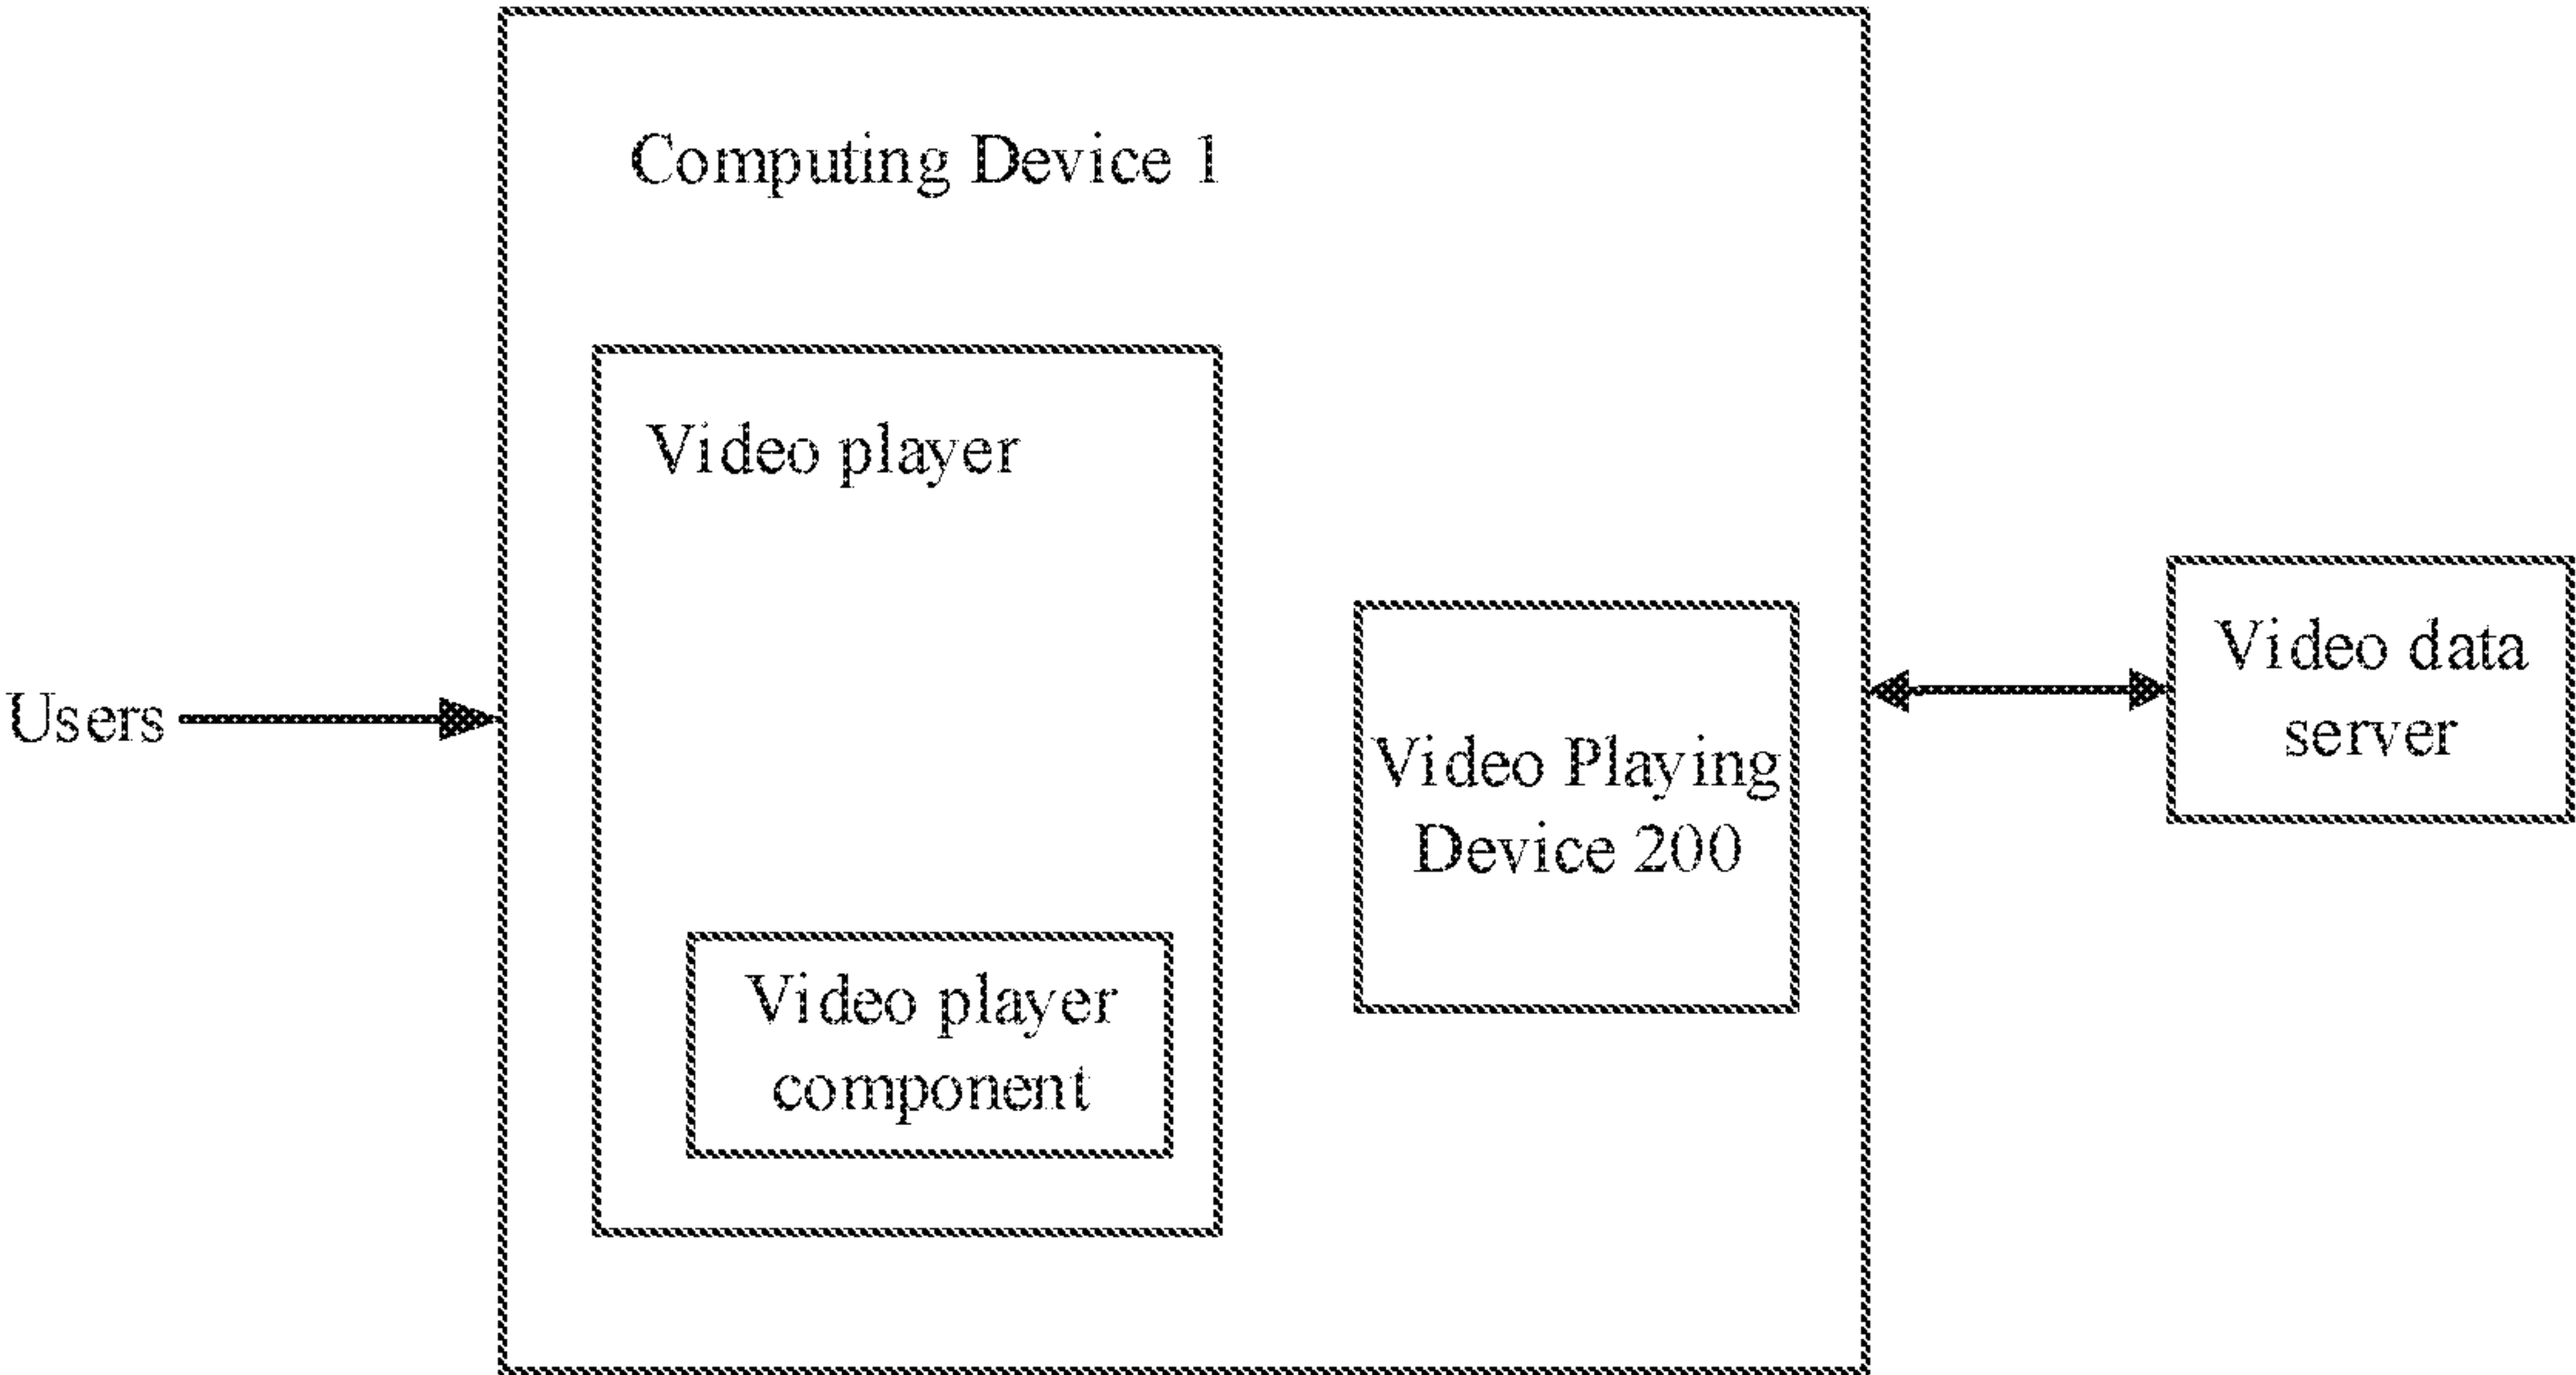 Computing Device 1
Video player
Users
Video Playing
Device 200
Video data
server
Video player
component